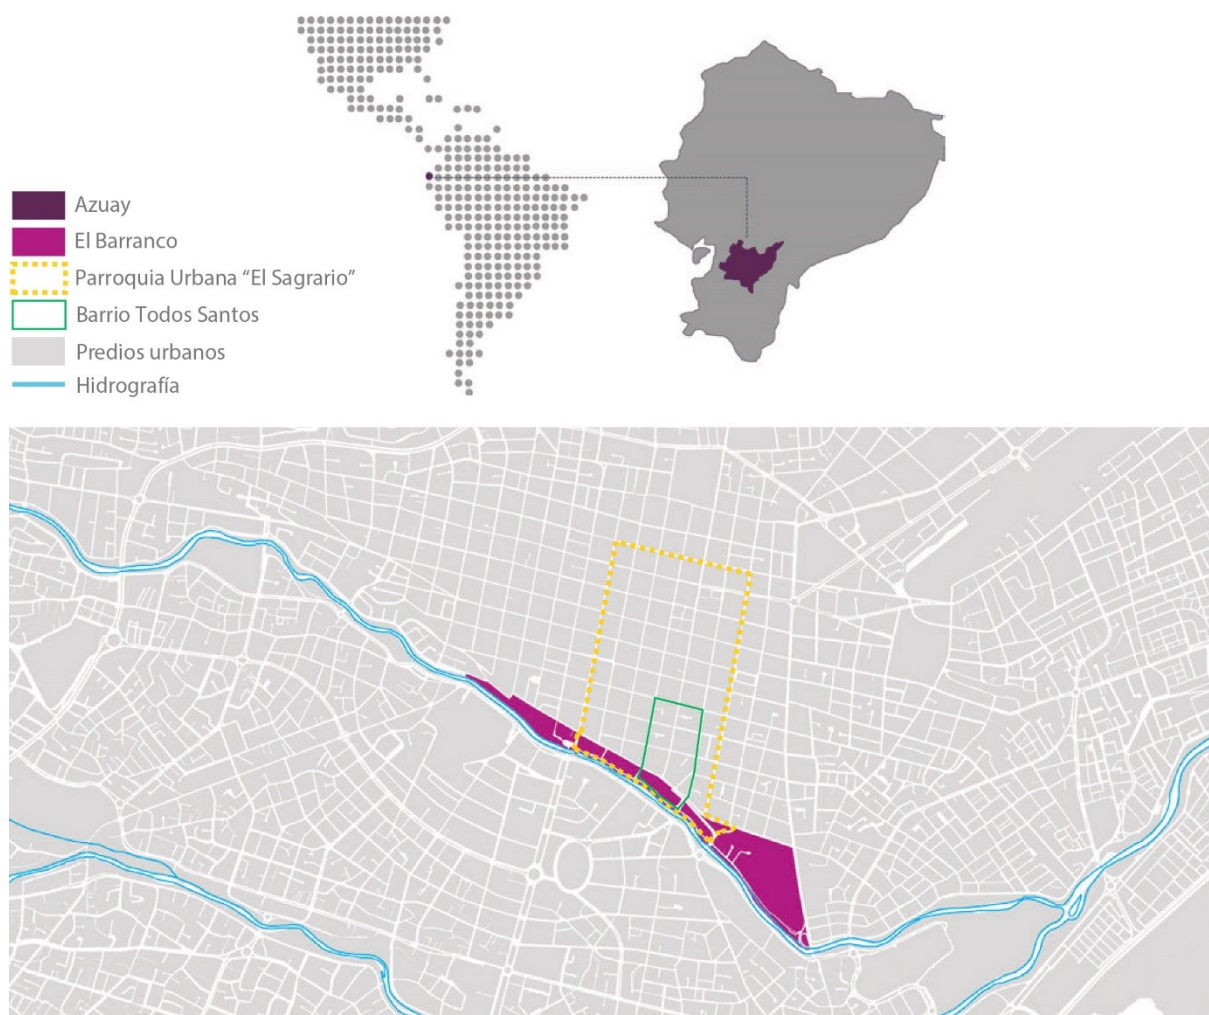 Azuay
El Barranco
Parroquia Urbana “El Sagrario”
Barrio Todos Santos
Predios urbanos
Hidrografía